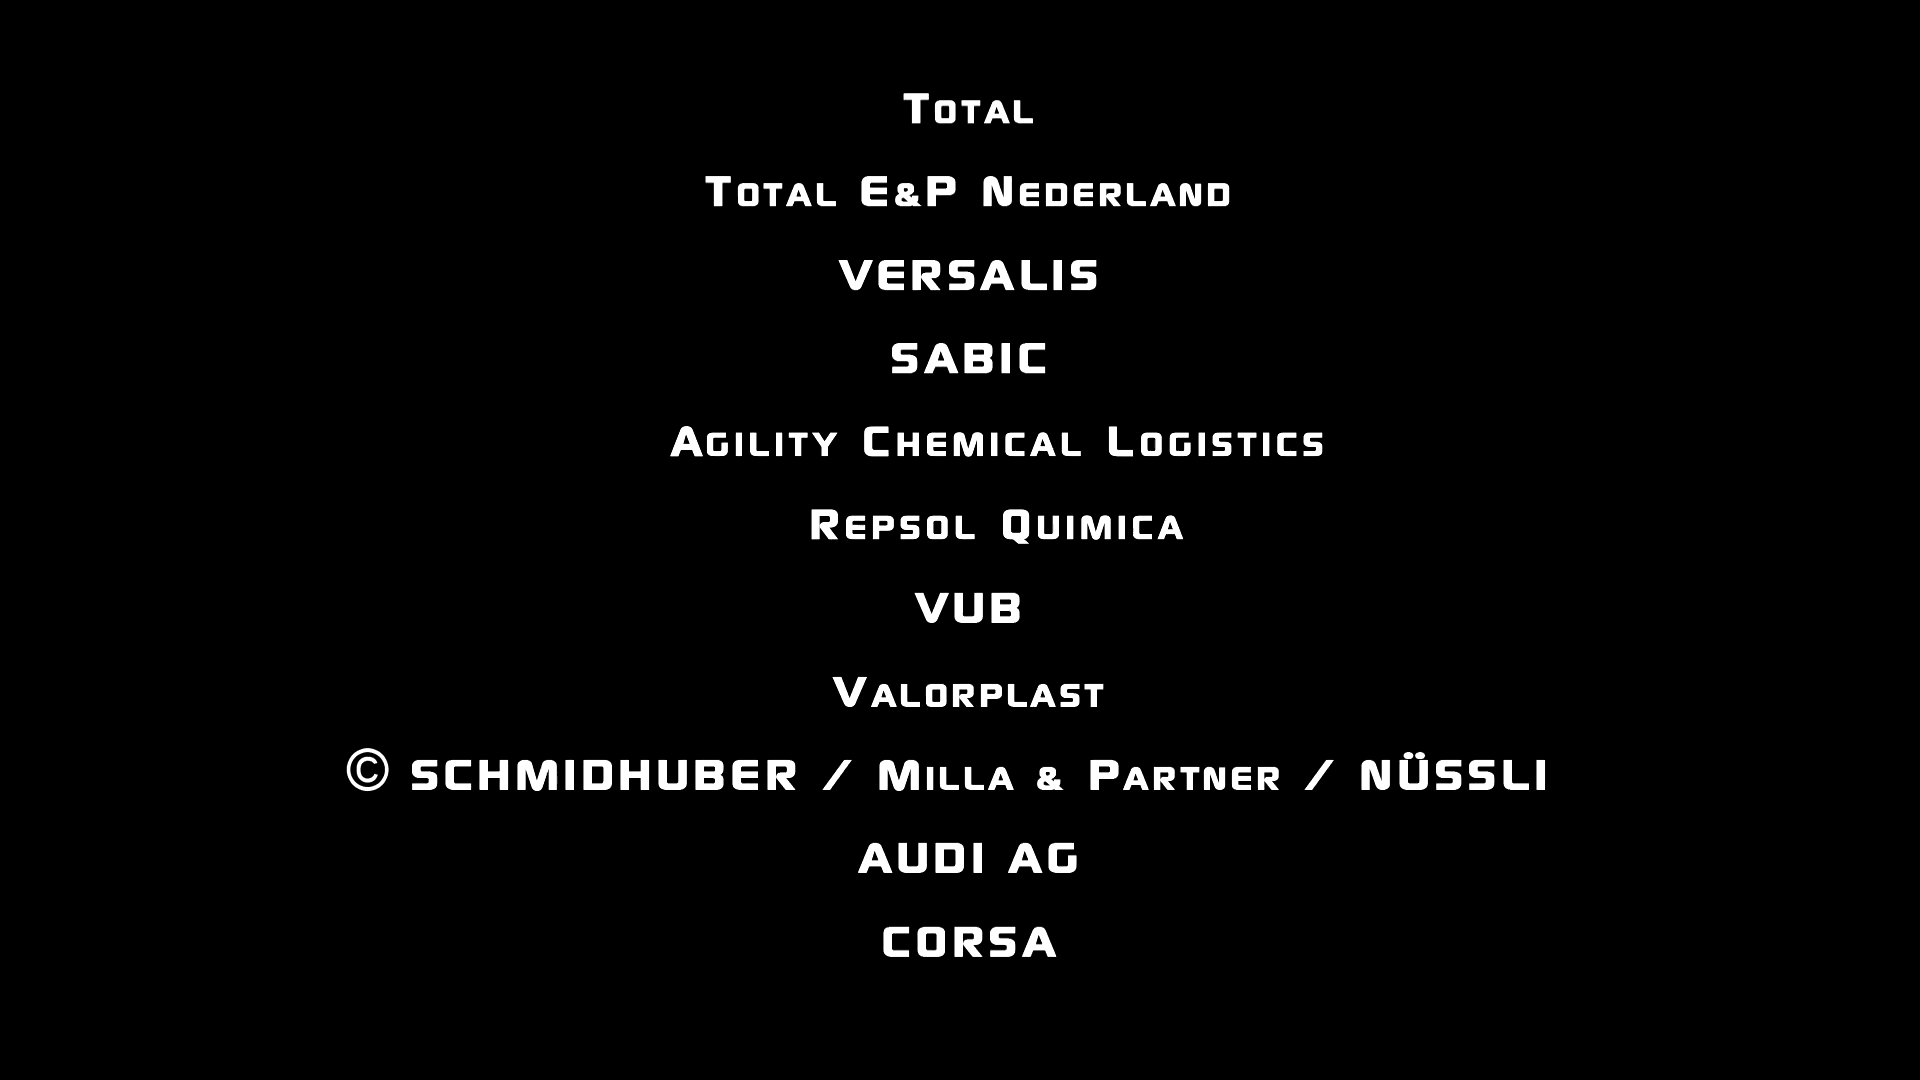 Total
Total E&P Nederland
VERSALIS
SABIC
Agility Chemical Logistics
Repsol Quimica
VUB
Valorplast
© SCHMIDHUBER / Milla & Partner / NÜSSLI
AUDI AG
CORSA